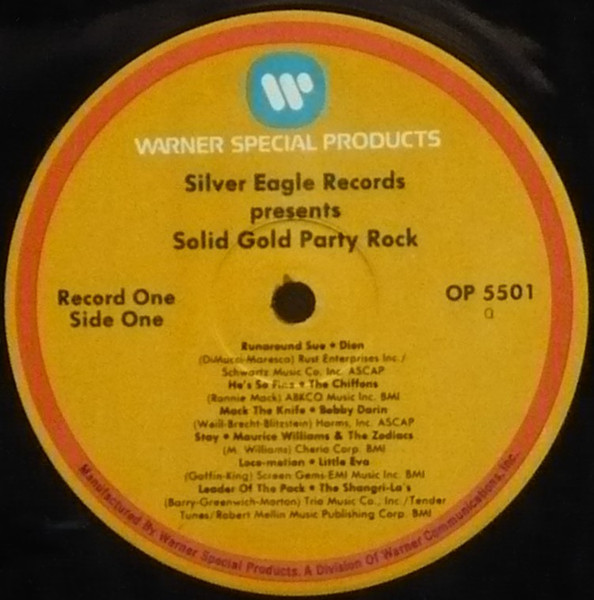 WARNER SPECIAL PRODUCTS
Silver Eagle Records
presents
Solid Gold Party Rock
Record One
Side One
OP 5501
a
Runaround Sue • Dion
(DiMucci-Maresca) Rust Enterprises Inc./
Schwartz Music Co. Inc. ASCAP
He's So Fine • The Chiffons
(Ronnie Mack) ABKCO Music Inc. BMI
Mack The Knife • Bobby Darin
(Weill-Brecht-Blitzstein) Harms, Inc. ASCAP
Stay • Maurice Williams & The Zodiacs
(M. Williams) Cherio Corp. BMI
Loco-motion • Little Eva
(Goffin-King) Screen Gems-EMI Music Inc. BMI
Leader Of The Pack • The Shangri-La's
(Barry-Greenwich-Morton) Trio Music Co., Inc./Tender
Tunes/Robert Mellin Music Publishing Corp. BMI
Manufactured By Warner Special Products. A Division Of Warner Communications, Inc.